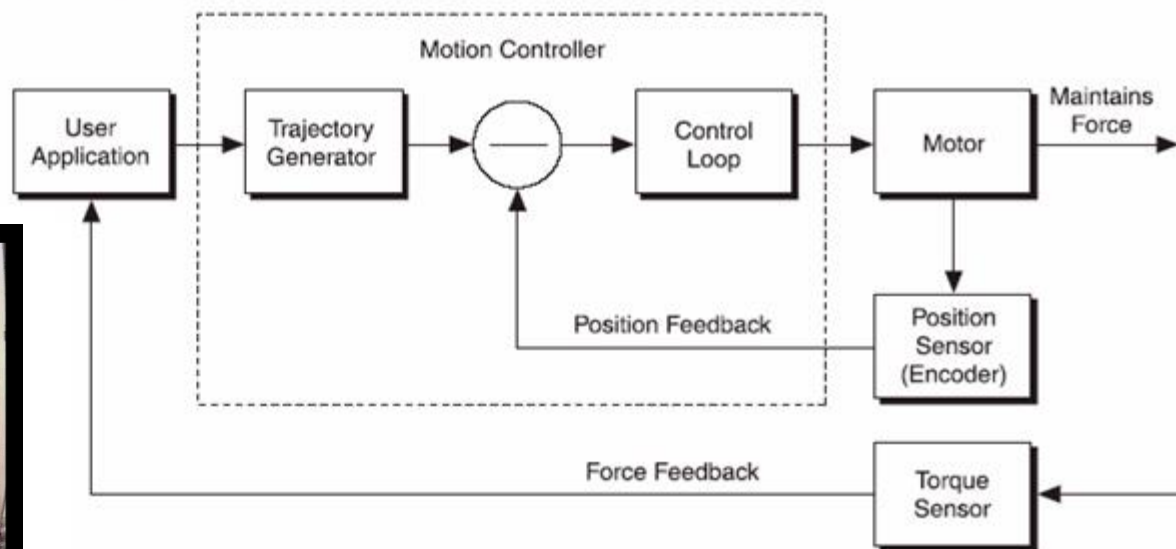 Motion Controller
User
Application
Trajectory
Generator
Control
Loop
Motor
Maintains
Force
Position Feedback
Position
Sensor
(Encoder)
Force Feedback
Torque
Sensor